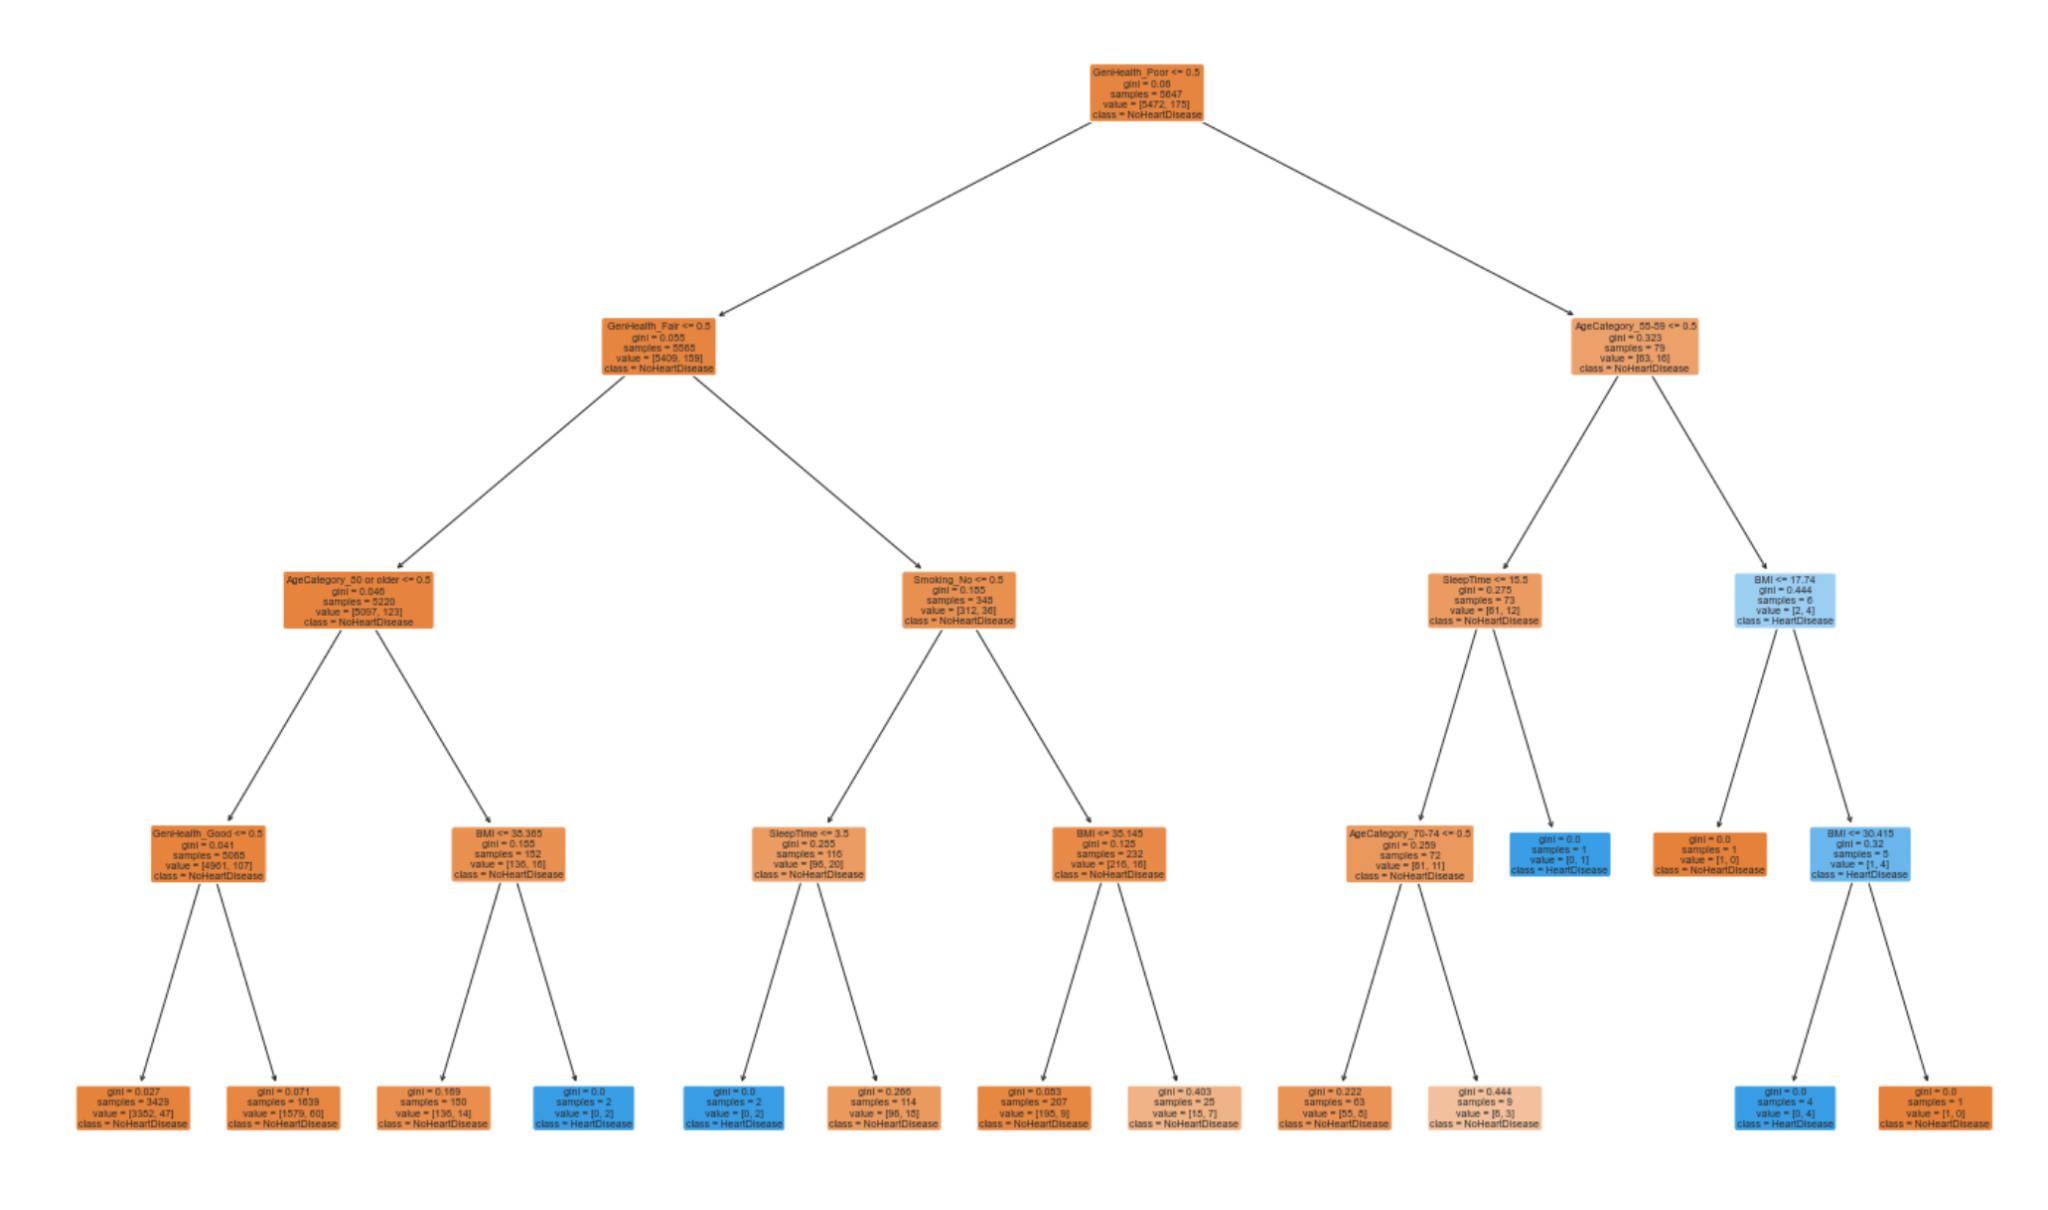 GenHealth_Poor <= 0.5
gini = 0.06
samples = 5647
value = [5472, 175]
class = NoHeartDisease
GenHealth_Fair <= 0.5
gini = 0.055
samples = 5568
value = [5409, 159]
class = NoHeartDisease
AgeCategory_55-59 <= 0.5
gini = 0.323
samples = 79
value = [63, 16]
class = NoHeartDisease
AgeCategory_80 or older <= 0.5
gini = 0.046
samples = 5220
value = [5097, 123]
class = NoHeartDisease
Smoking_No <= 0.5
gini = 0.185
samples = 348
value = [312, 36]
class = NoHeartDisease
SleepTime <= 15.5
gini = 0.275
samples = 73
value = [61, 12]
class = NoHeartDisease
BMI <= 17.74
gini = 0.444
samples = 6
value = [2, 4]
class = HeartDisease
GenHealth_Good <= 0.5
gini = 0.041
samples = 5068
value = [4961, 107]
class = NoHeartDisease
BMI <= 38.365
gini = 0.188
samples = 152
value = [136, 16]
class = NoHeartDisease
SleepTime <= 3.5
gini = 0.285
samples = 116
value = [96, 20]
class = NoHeartDisease
BMI <= 35.145
gini = 0.128
samples = 232
value = [216, 16]
class = NoHeartDisease
AgeCategory_70-74 <= 0.5
gini = 0.259
samples = 72
value = [61, 11]
class = NoHeartDisease
gini = 0.0
samples = 1
value = [0, 1]
class = HeartDisease
gini = 0.0
samples = 1
value = [1, 0]
class = NoHeartDisease
BMI <= 30.415
gini = 0.32
samples = 5
value = [1, 4]
class = HeartDisease
gini = 0.027
samples = 3429
value = [3382, 47]
class = NoHeartDisease
gini = 0.071
samples = 1639
value = [1579, 60]
class = NoHeartDisease
gini = 0.169
samples = 150
value = [136, 14]
class = NoHeartDisease
gini = 0.0
samples = 2
value = [0, 2]
class = HeartDisease
gini = 0.0
samples = 2
value = [0, 2]
class = HeartDisease
gini = 0.266
samples = 114
value = [96, 18]
class = NoHeartDisease
gini = 0.083
samples = 207
value = [198, 9]
class = NoHeartDisease
gini = 0.403
samples = 25
value = [18, 7]
class = NoHeartDisease
gini = 0.222
samples = 63
value = [55, 8]
class = NoHeartDisease
gini = 0.444
samples = 9
value = [6, 3]
class = NoHeartDisease
gini = 0.0
samples = 4
value = [0, 4]
class = HeartDisease
gini = 0.0
samples = 1
value = [1, 0]
class = NoHeartDisease